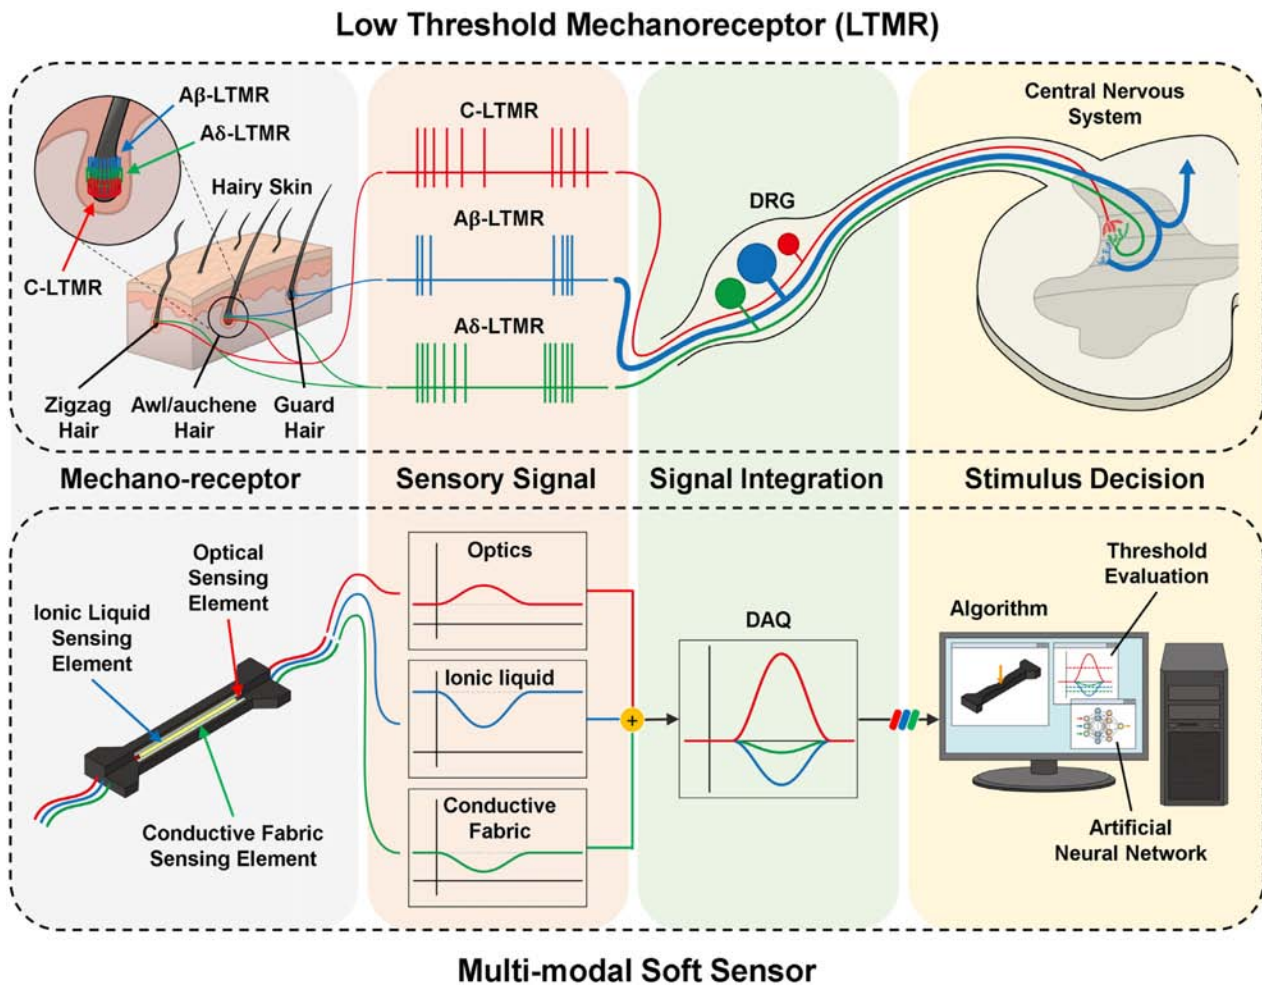 Low Threshold Mechanoreceptor (LTMR)
Aβ-LTMR
Aδ-LTMR
Hairy Skin
C-LTMR
Zigzag
Hair
Awl/auchene
Hair
Guard
Hair
C-LTMR
Aβ-LTMR
Aδ-LTMR
DRG
Central Nervous
System
Mechano-receptor
Sensory Signal
Signal Integration
Stimulus Decision
Optical
Sensing
Element
Ionic Liquid
Sensing
Element
Conductive Fabric
Sensing Element
Optics
Ionic liquid
Conductive
Fabric
+
DAQ
Algorithm
Threshold
Evaluation
Artificial
Neural Network
Multi-modal Soft Sensor